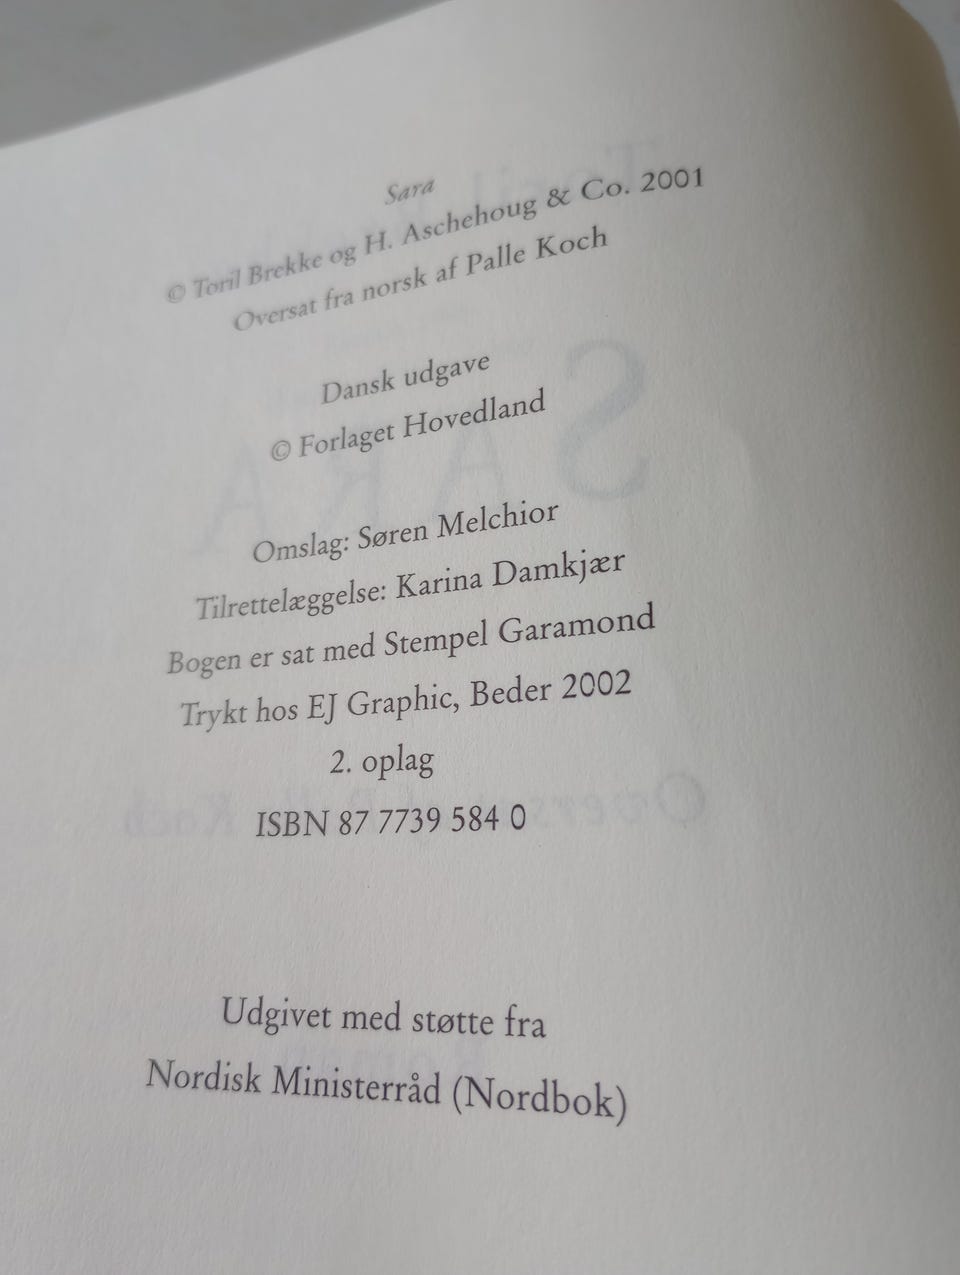 Sara
© Toril Brekke og H. Aschehoug & Co. 2001
Oversat fra norsk af Palle Koch
Dansk udgave
© Forlaget Hovedland
Omslag: Søren Melchior
Tilrettelæggelse: Karina Damkjær
Bogen er sat med Stempel Garamond
Trykt hos EJ Graphic, Beder 2002
2. oplag
ISBN 87 7739 584 0
Udgivet med støtte fra
Nordisk Ministerråd (Nordbok)